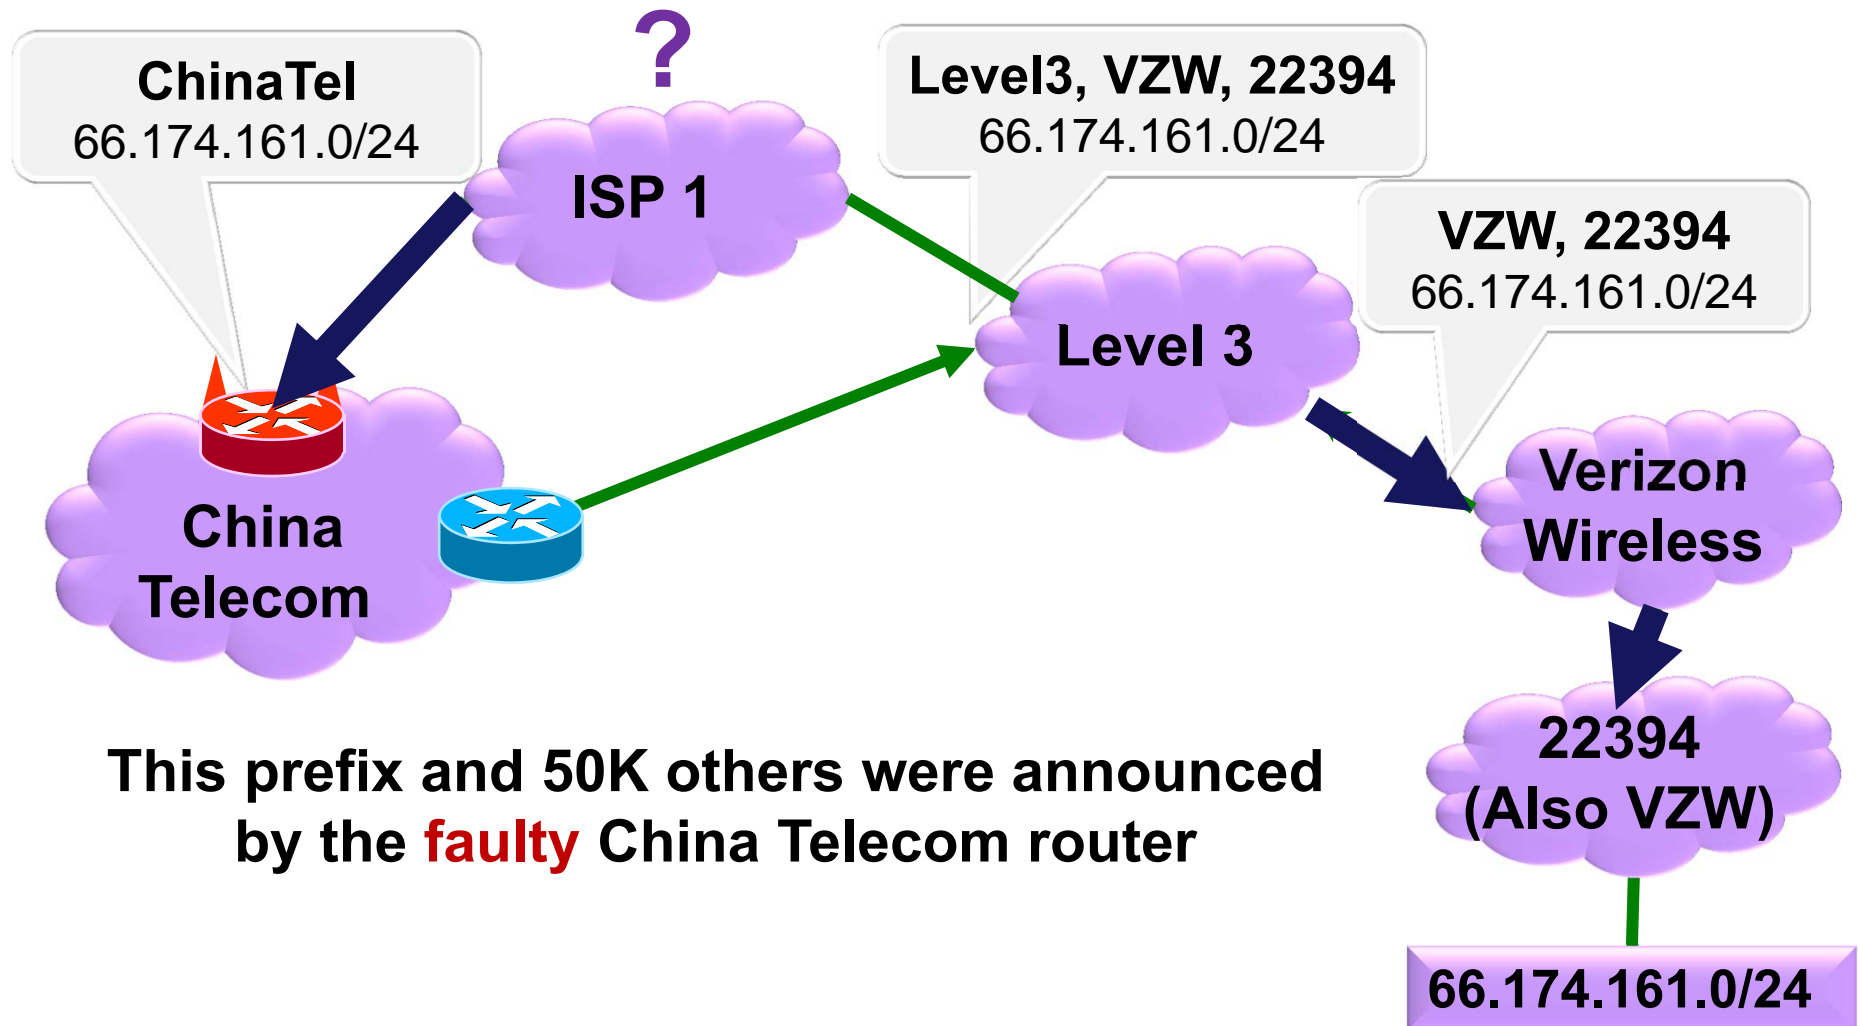 ?
ChinaTel
66.174.161.0/24
Level3, VZW, 22394
66.174.161.0/24
ISP 1
VZW, 22394
66.174.161.0/24
Level 3
China
Telecom
Verizon
Wireless
22394
(Also VZW)
This prefix and 50K others were announced
by the faulty China Telecom router
66.174.161.0/24